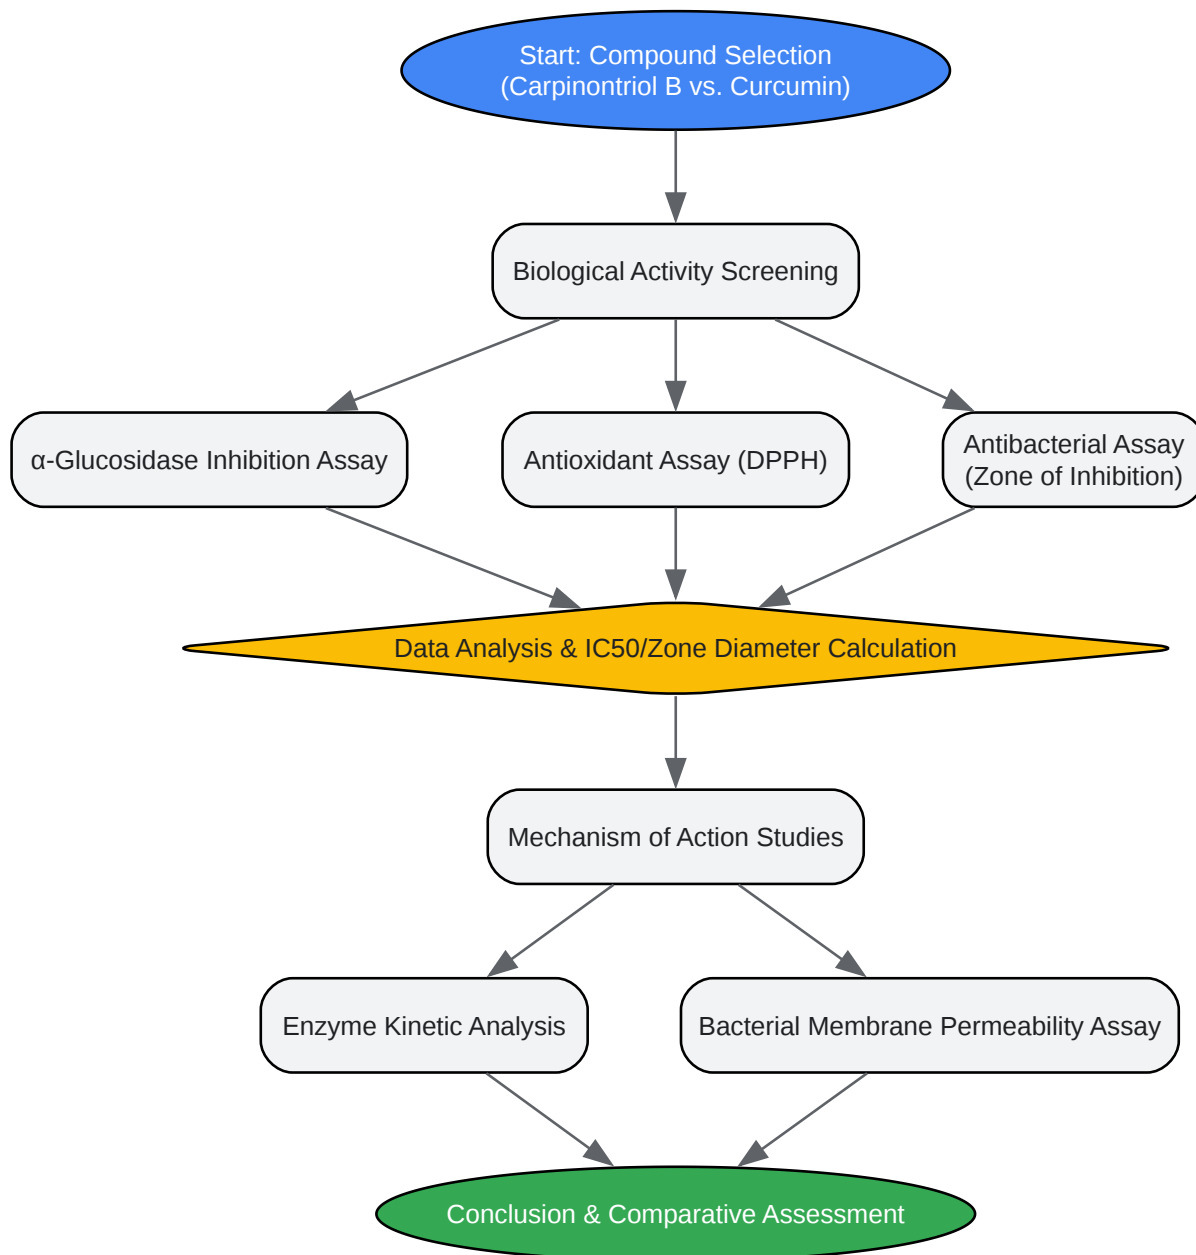 Start: Compound Selection
(Carpinontriol B vs. Curcumin)
Biological Activity Screening
α-Glucosidase Inhibition Assay
Antioxidant Assay (DPPH)
Antibacterial Assay
(Zone of Inhibition)
Data Analysis & IC50/Zone Diameter Calculation
Mechanism of Action Studies
Enzyme Kinetic Analysis
Bacterial Membrane Permeability Assay
Conclusion & Comparative Assessment